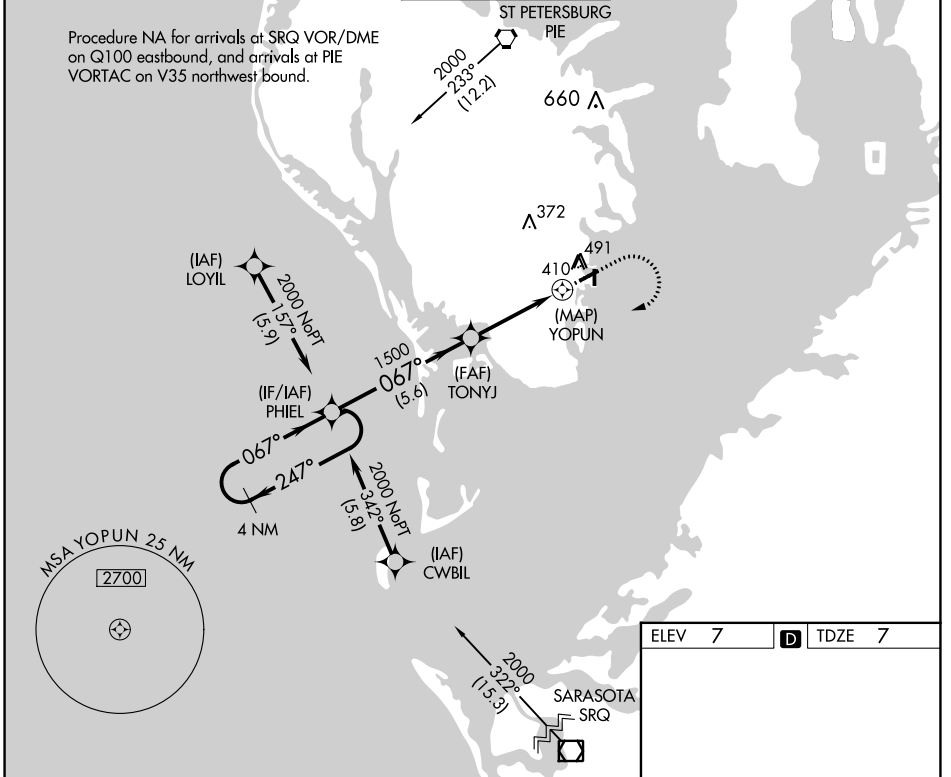 ST PETERSBURG
PIE
Procedure NA for arrivals at SRQ VOR/DME
on Q100 eastbound, and arrivals at PIE
VORTAC on V35 northwest bound.
2000
233°
(12.2)
660
372
491
410
(IAF)
LOYIL
2000 NoPT
157°
(5.9)
(MAP)
YOPUN
1500
067°
(5.6)
(FAF)
TONYJ
(IF/IAF)
PHIEL
067°
247°
4 NM
2000 NoPT
342°
(5.8)
(IAF)
CWBIL
MSA YOPUN 25 NM
2700
2000
322°
(15.3)
SARASOTA
SRQ
ELEV 7 D TDZE 7